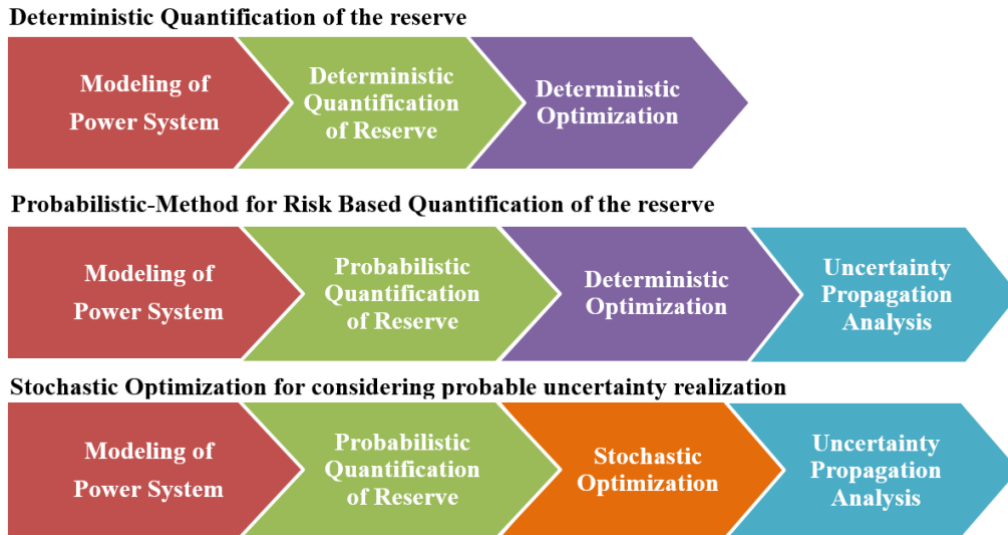 Deterministic Quantification of the reserve
Modeling of
Power System
Deterministic
Quantification
of Reserve
Deterministic
Optimization
Probabilistic-Method for Risk Based Quantification of the reserve
Modeling of
Power System
Probabilistic
Quantification
of Reserve
Deterministic
Optimization
Uncertainty
Propagation
Analysis
Stochastic Optimization for considering probable uncertainty realization
Modeling of
Power System
Probabilistic
Quantification
of Reserve
Stochastic
Optimization
Uncertainty
Propagation
Analysis